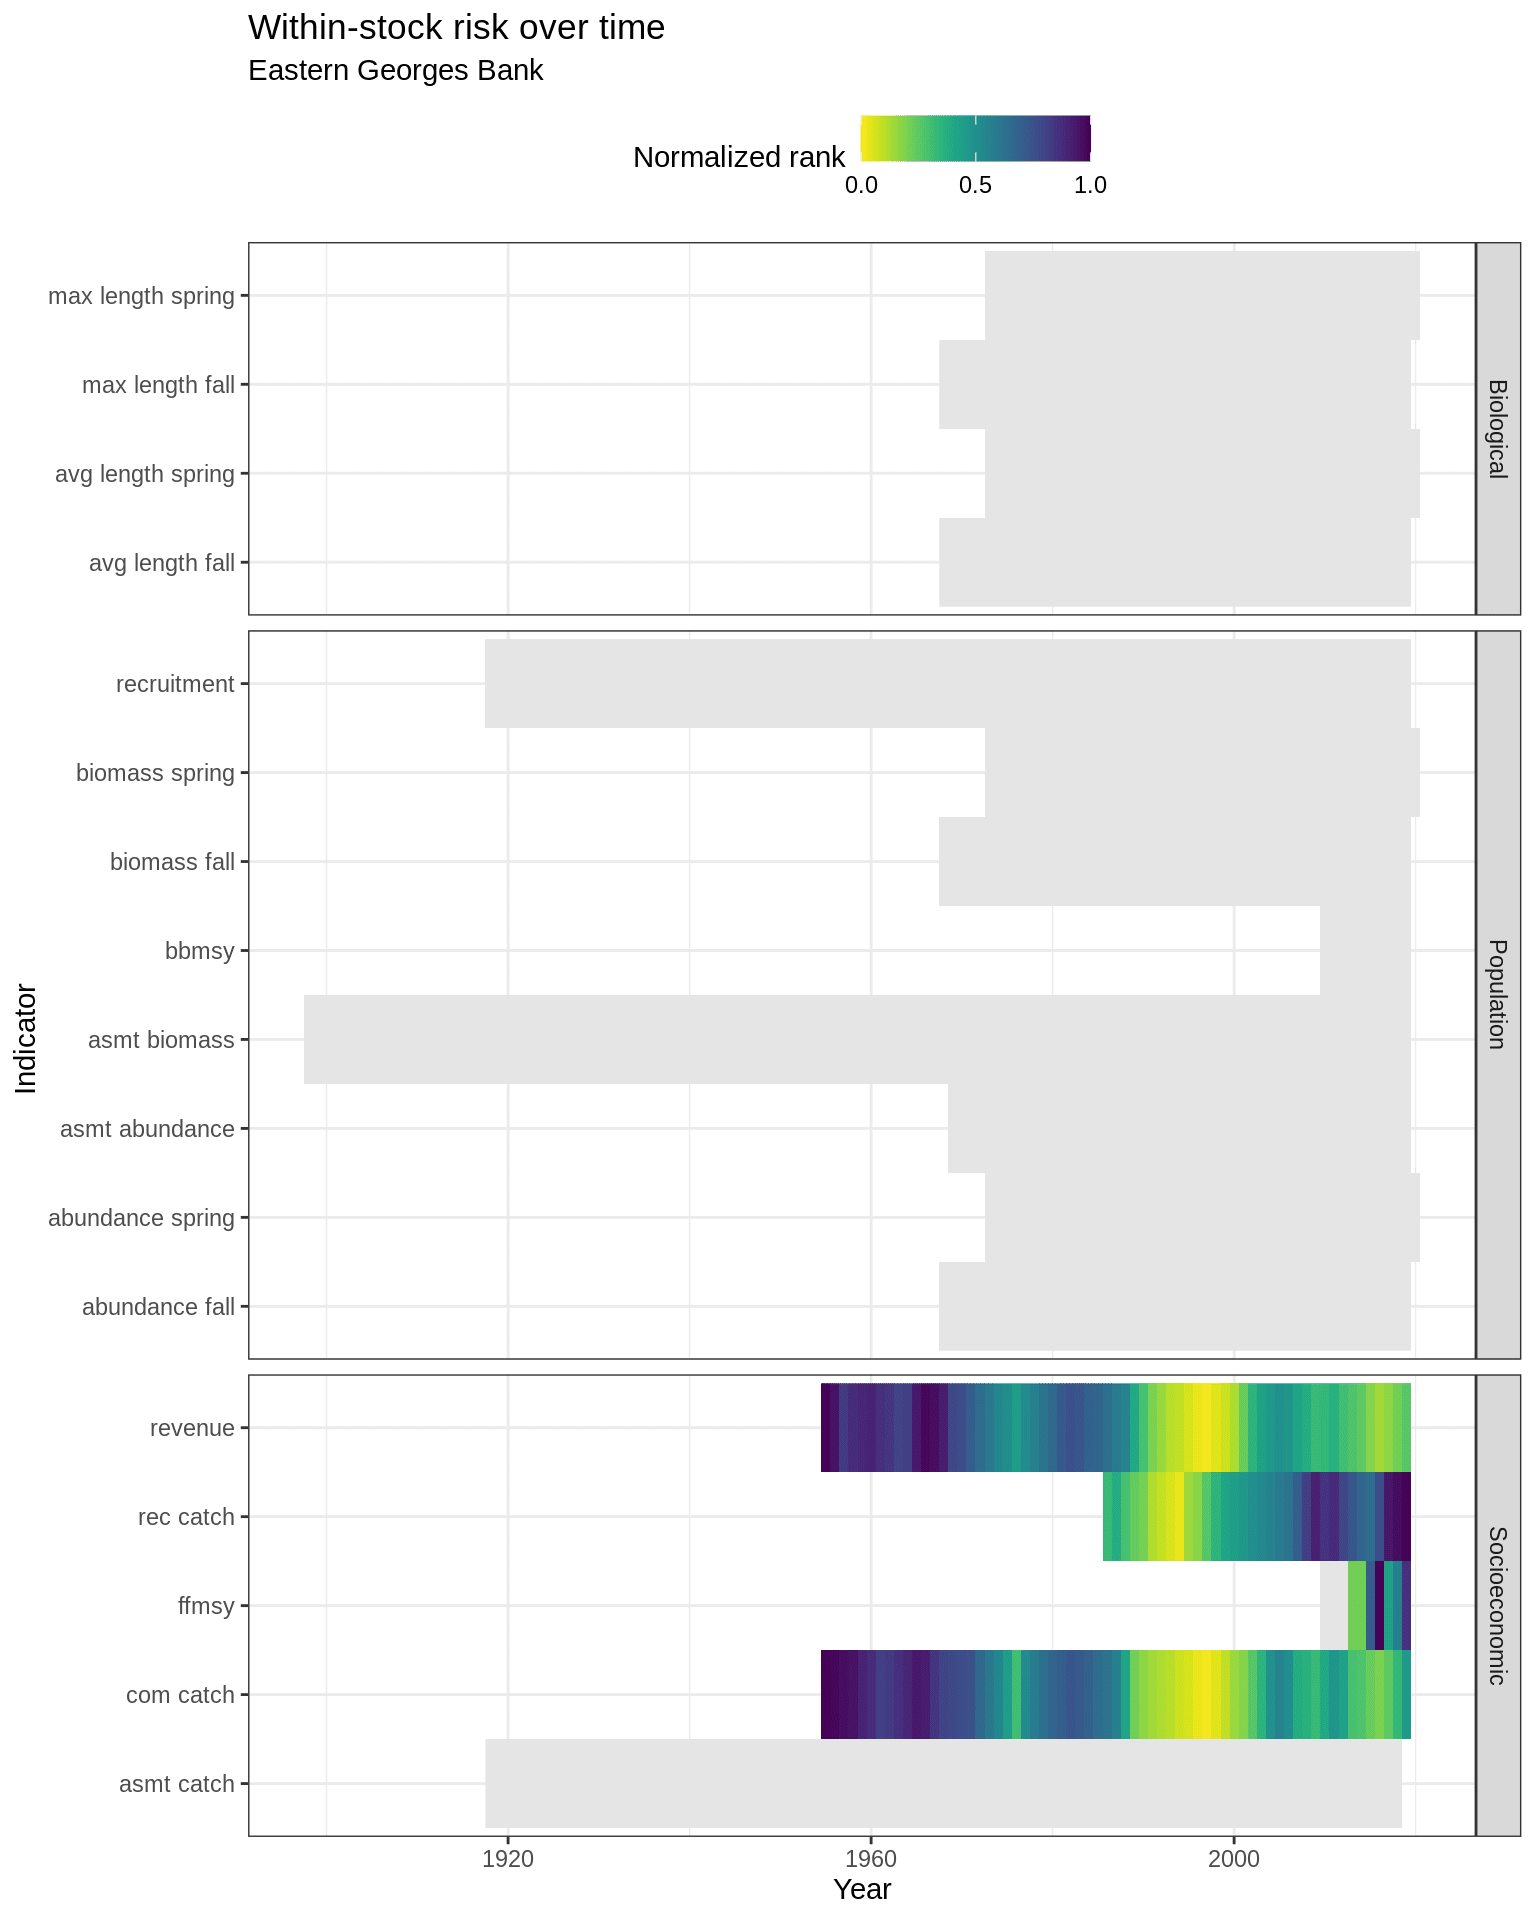 Within-stock risk over time
Eastern Georges Bank
Normalized rank
0.0 0.5 1.0
max length spring
max length fall
avg length spring
avg length fall
Biological
recruitment
biomass spring
biomass fall
bbmsy
asmt biomass
asmt abundance
abundance spring
abundance fall
Population
Indicator
revenue
rec catch
ffmsy
com catch
asmt catch
Socioeconomic
1920 1960 2000
Year